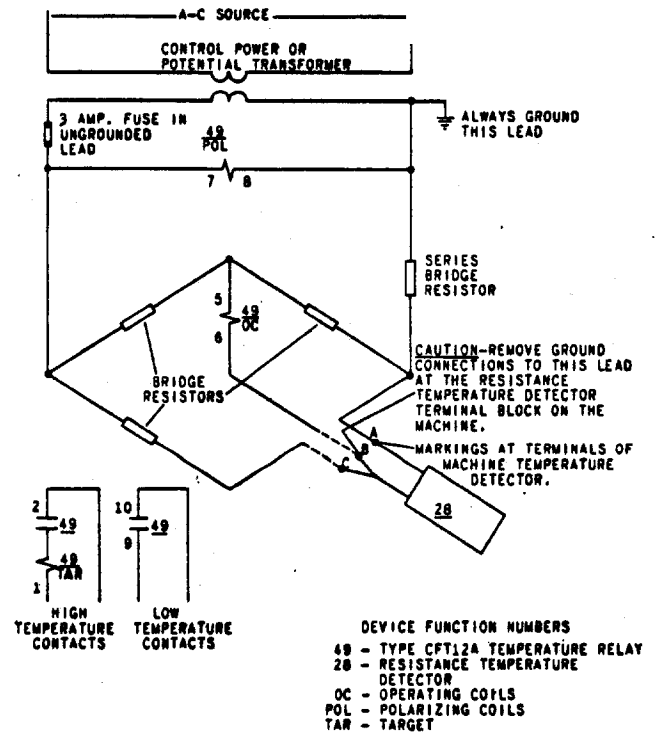 A-C SOURCE
CONTROL POWER OR
POTENTIAL TRANSFORMER
3 AMP. FUSE IN
UNGROUNDED
LEAD
49
POL
7 8
ALWAYS GROUND
THIS LEAD
SERIES
BRIDGE
RESISTOR
5
49
OC
6
BRIDGE
RESISTORS
CAUTION-REMOVE GROUND
CONNECTIONS TO THIS LEAD
AT THE RESISTANCE
TEMPERATURE DETECTOR
TERMINAL BLOCK ON THE
MACHINE.
A
B
C
MARKINGS AT TERMINALS OF
MACHINE TEMPERATURE
DETECTOR.
28
2
49
49
TAR
1
HIGH
TEMPERATURE
CONTACTS
10
49
9
LOW
TEMPERATURE
CONTACTS
DEVICE FUNCTION NUMBERS
49 - TYPE CFT12A TEMPERATURE RELAY
28 - RESISTANCE TEMPERATURE
DETECTOR
OC - OPERATING COILS
POL - POLARIZING COILS
TAR - TARGET